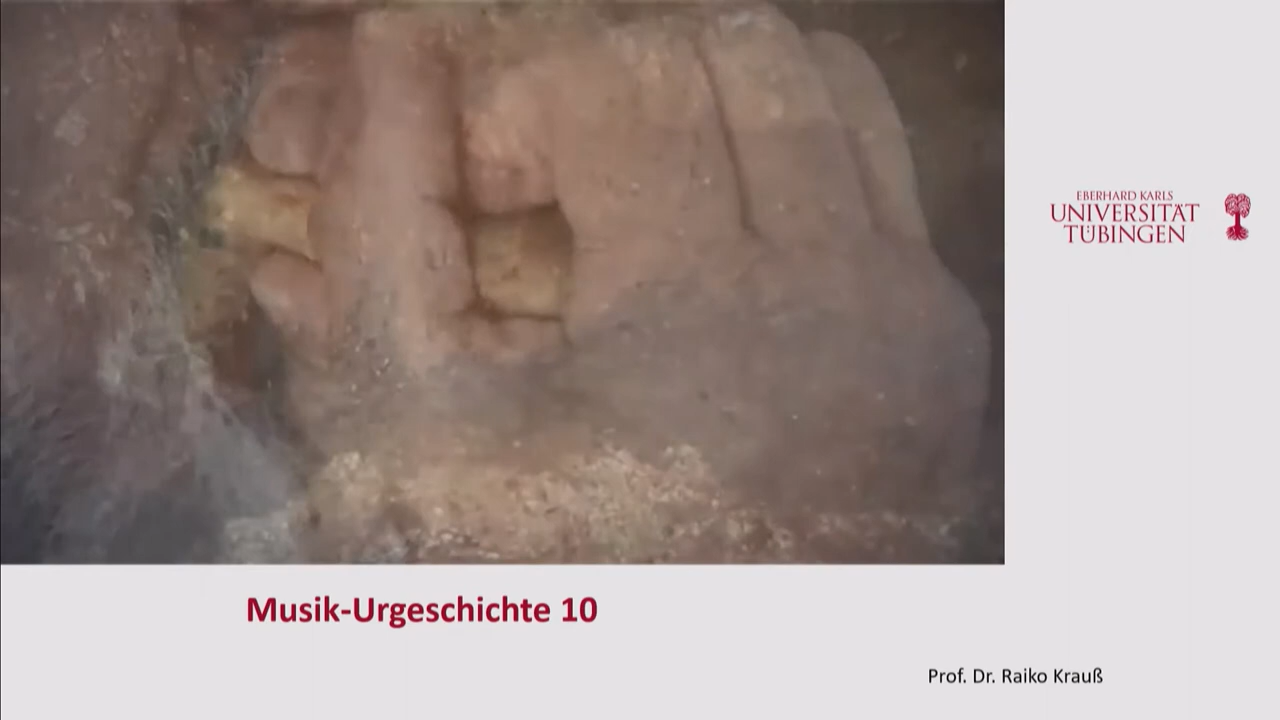 EBERHARD KARLS
UNIVERSITÄT
TÜBINGEN
Musik-Urgeschichte 10
Prof. Dr. Raiko Krauß